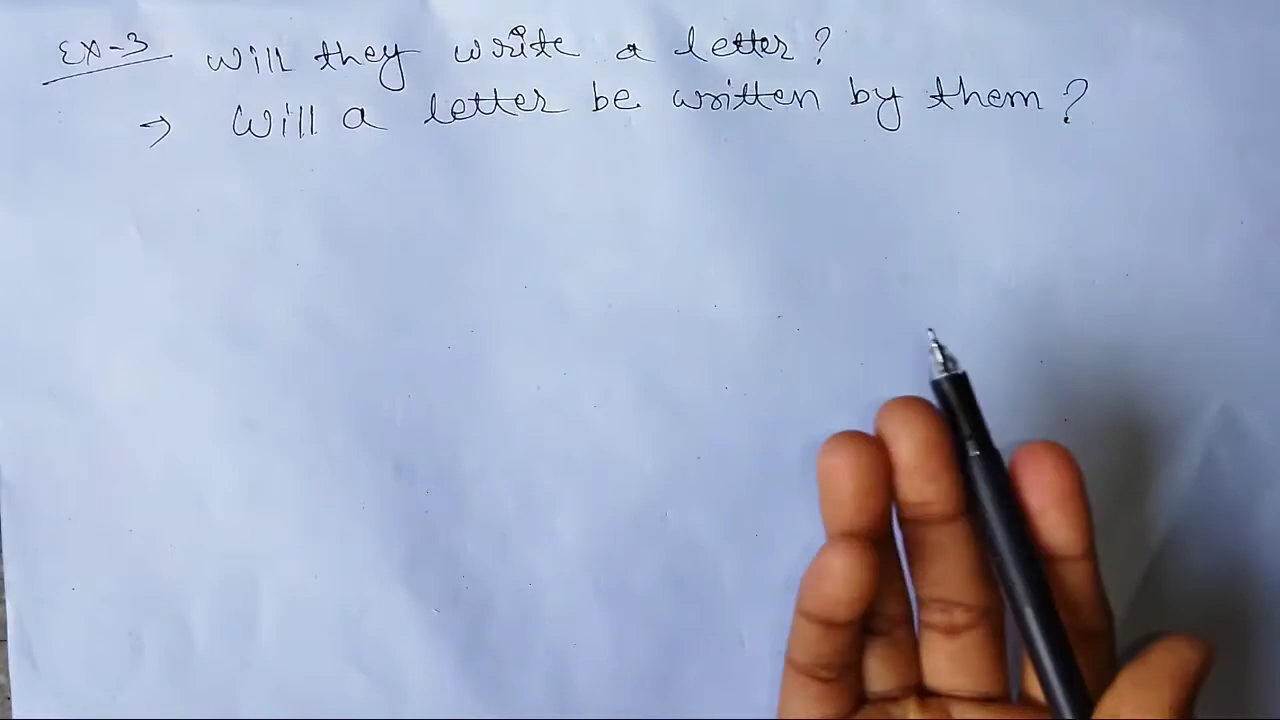 Ex-3 Will they write a letter?
→ Will a letter be written by them?